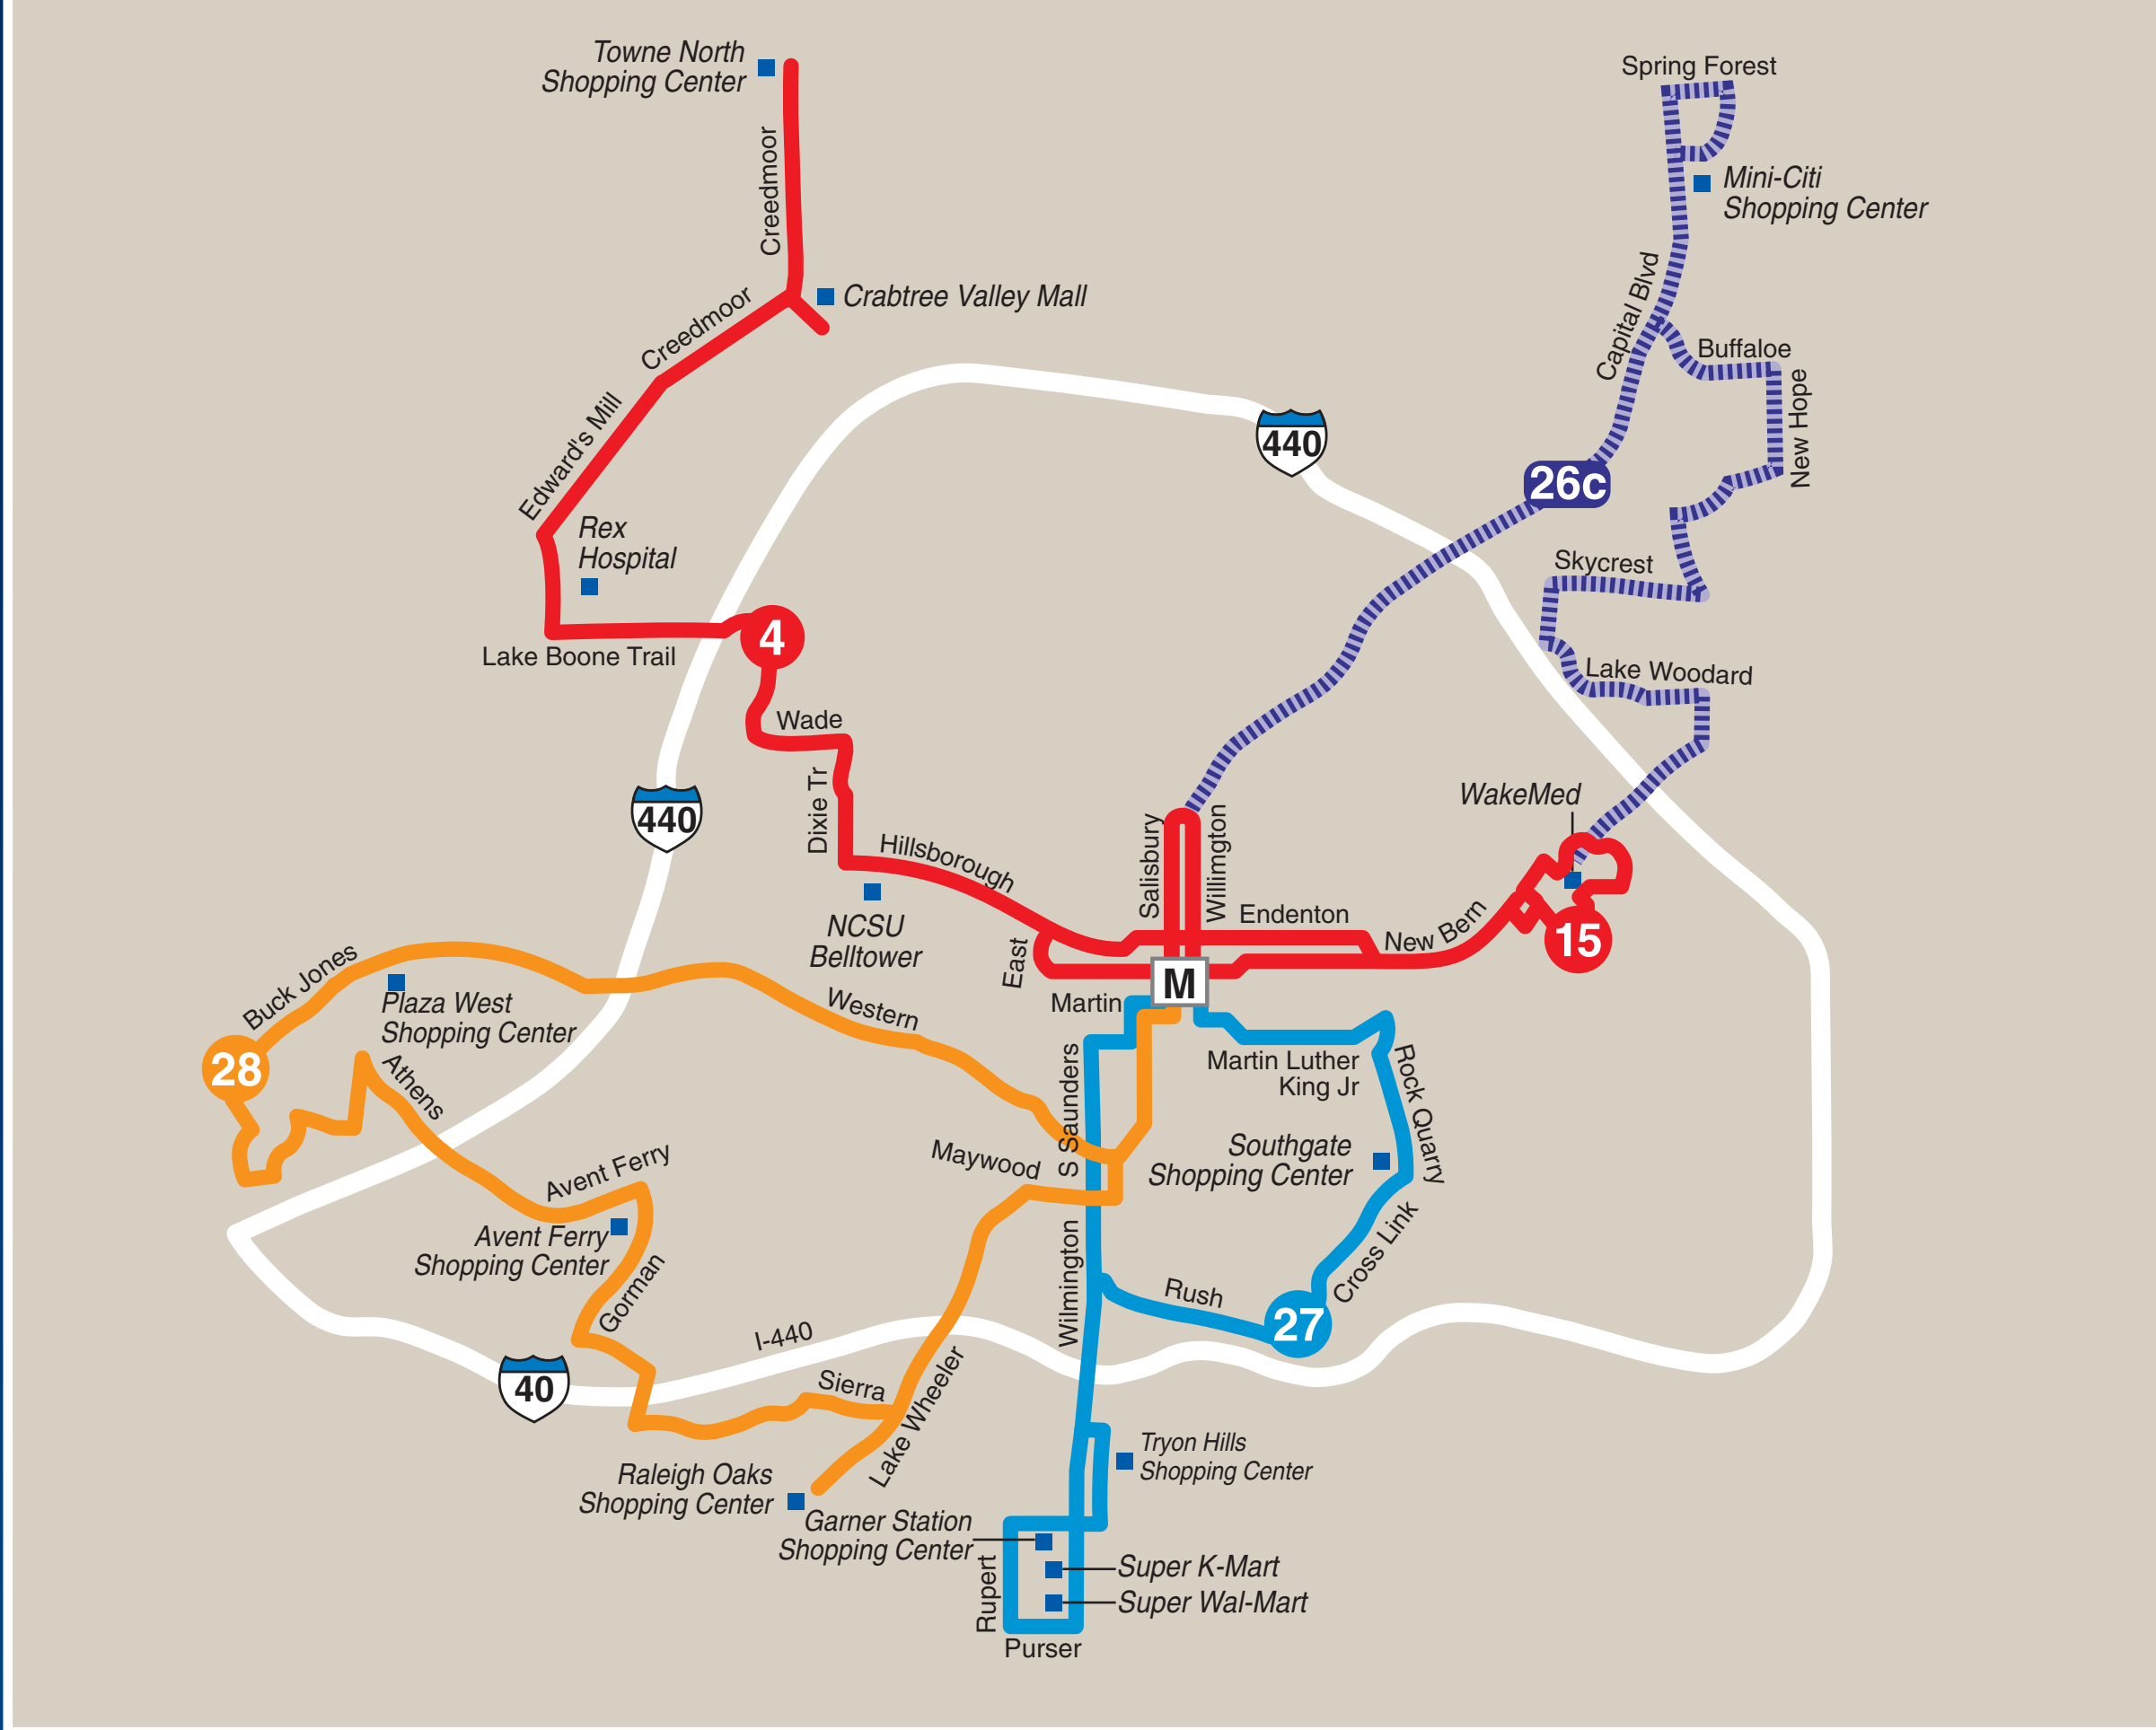 Towne North
Shopping Center
Spring Forest
Creedmoor
Mini-Citi
Shopping Center
Crabtree Valley Mall
Creedmoor
Capital Blvd
Buffaloe
New Hope
440
Edward's Mill
26c
Rex
Hospital
Skycrest
4
Lake Boone Trail
Lake Woodard
Wade
Dixie Tr
440
WakeMed
Salisbury
Willimgton
Hillsborough
NCSU
Belltower
Endenton
New Bern
15
East
M
Buck Jones
Plaza West
Shopping Center
Western
Martin
28
Athens
S Saunders
Martin Luther
King Jr
Rock Quarry
Maywood
Southgate
Shopping Center
Avent Ferry
Avent Ferry
Shopping Center
Gorman
Wilmington
Rush
Cross Link
27
I-440
40
Sierra
Lake Wheeler
Raleigh Oaks
Shopping Center
Tryon Hills
Shopping Center
Garner Station
Shopping Center
Super K-Mart
Rupert
Super Wal-Mart
Purser